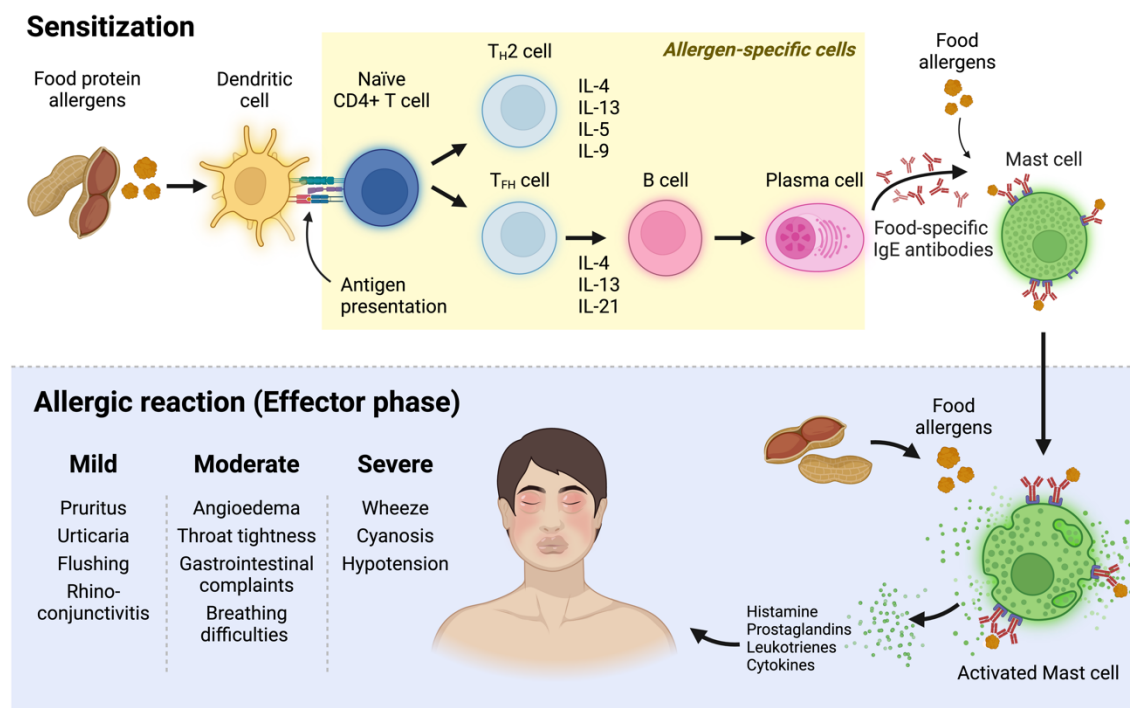 Sensitization
Food protein
allergens
Dendritic
cell
Naïve
CD4+ T cell
Antigen
presentation
Allergen-specific cells
TH2 cell
IL-4
IL-13
IL-5
IL-9
TFH cell
IL-4
IL-13
IL-21
B cell
Plasma cell
Food
allergens
Food-specific
IgE antibodies
Mast cell
Allergic reaction (Effector phase)
Mild
Pruritus
Urticaria
Flushing
Rhino-
conjunctivitis
Moderate
Angioedema
Throat tightness
Gastrointestinal
complaints
Breathing
difficulties
Severe
Wheeze
Cyanosis
Hypotension
Food
allergens
Histamine
Prostaglandins
Leukotrienes
Cytokines
Activated Mast cell